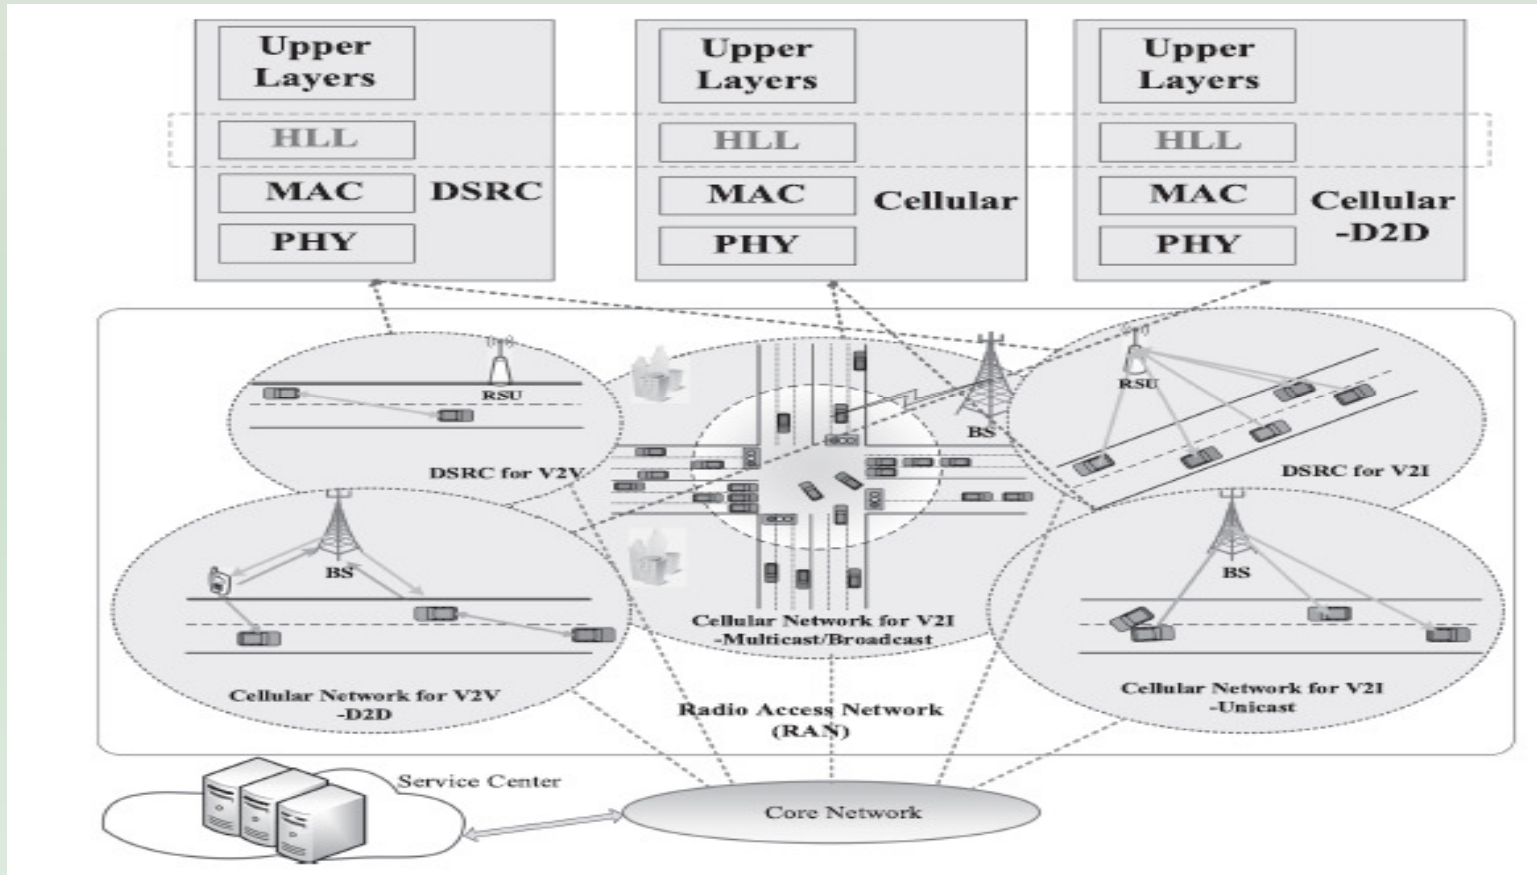 Upper
Layers
HLL
MAC
DSRC
PHY
Upper
Layers
HLL
MAC
Cellular
PHY
Upper
Layers
HLL
MAC
Cellular
-D2D
PHY
RSU
DSRC for V2V
BS
RSU
DSRC for V2I
BS
Cellular Network for V2V
-D2D
Cellular Network for V2I
-Multicast/Broadcast
BS
Cellular Network for V2I
-Unicast
Radio Access Network
(RAN)
Service Center
Core Network